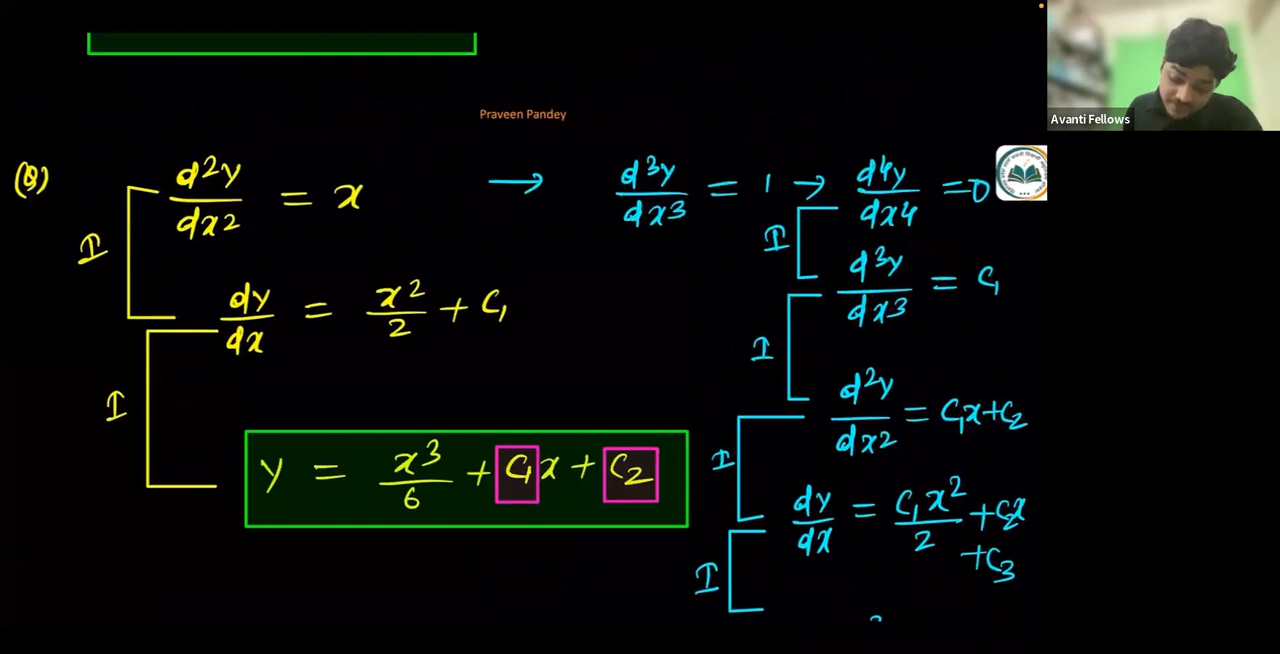 Avanti Fellows
Praveen Pandey
(Q) d²y/dx2 = x → d³y/dx3 = 1 → d⁴y/dx4 = 0
I
I d³y/dx3 = C₁
dy/dx = x²/2 + C₁
I
I d²y/dx2 = C₁x+C₂
y = x³/6 + C₁x + C₂
I dy/dx = C₁x²/2 + C₂x
+C₃
I